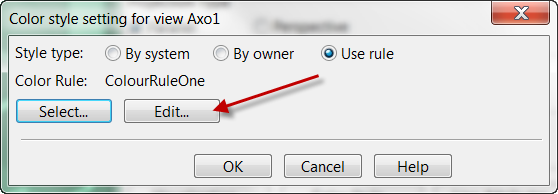 Color style setting for view Axo1
Style type: By system By owner Use rule
Color Rule: ColourRuleOne
Select... Edit...
OK Cancel Help